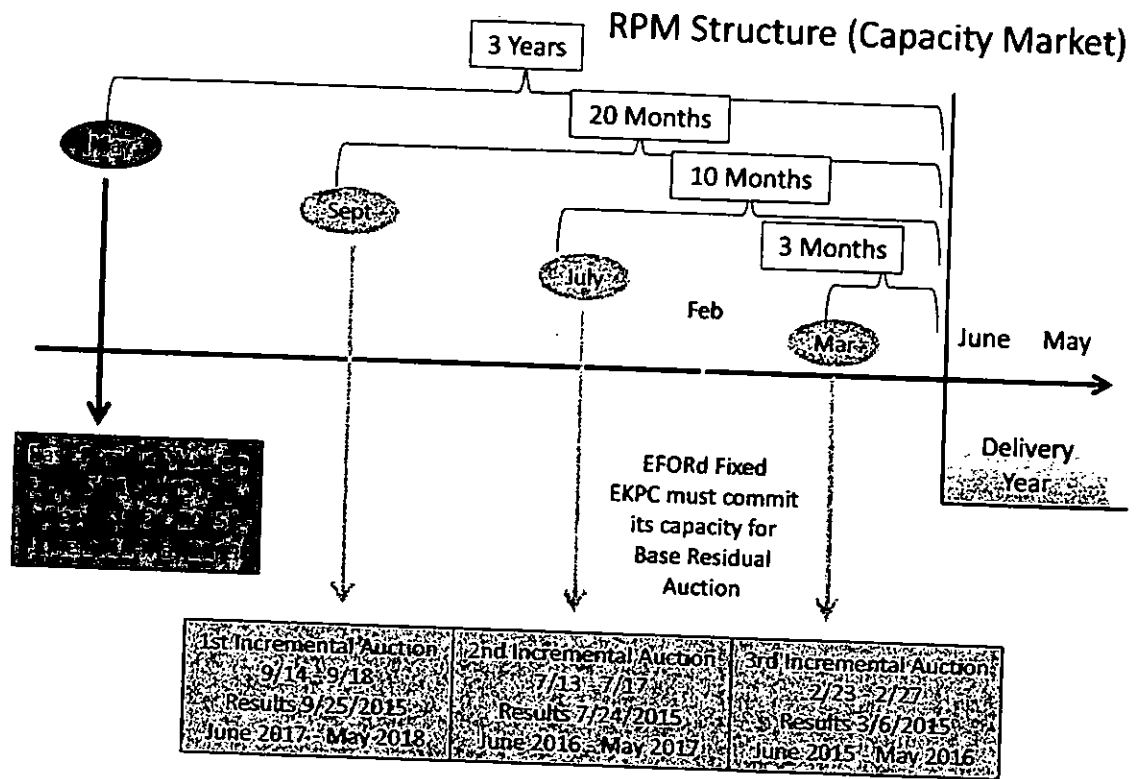 RPM Structure (Capacity Market)
3 Years
20 Months
10 Months
3 Months
May
Sept
July
Feb
Mar
June May
Delivery
Year
EFORd Fixed
EKPC must commit
its capacity for
Base Residual
Auction
1st Incremental Auction
9/14 - 9/18
Results 9/25/2015
June 2017 - May 2018
2nd Incremental Auction
7/13 - 7/17
Results 7/24/2015
June 2016 - May 2017
3rd Incremental Auction
2/23 - 2/27
Results 3/6/2015
June 2015 - May 2016